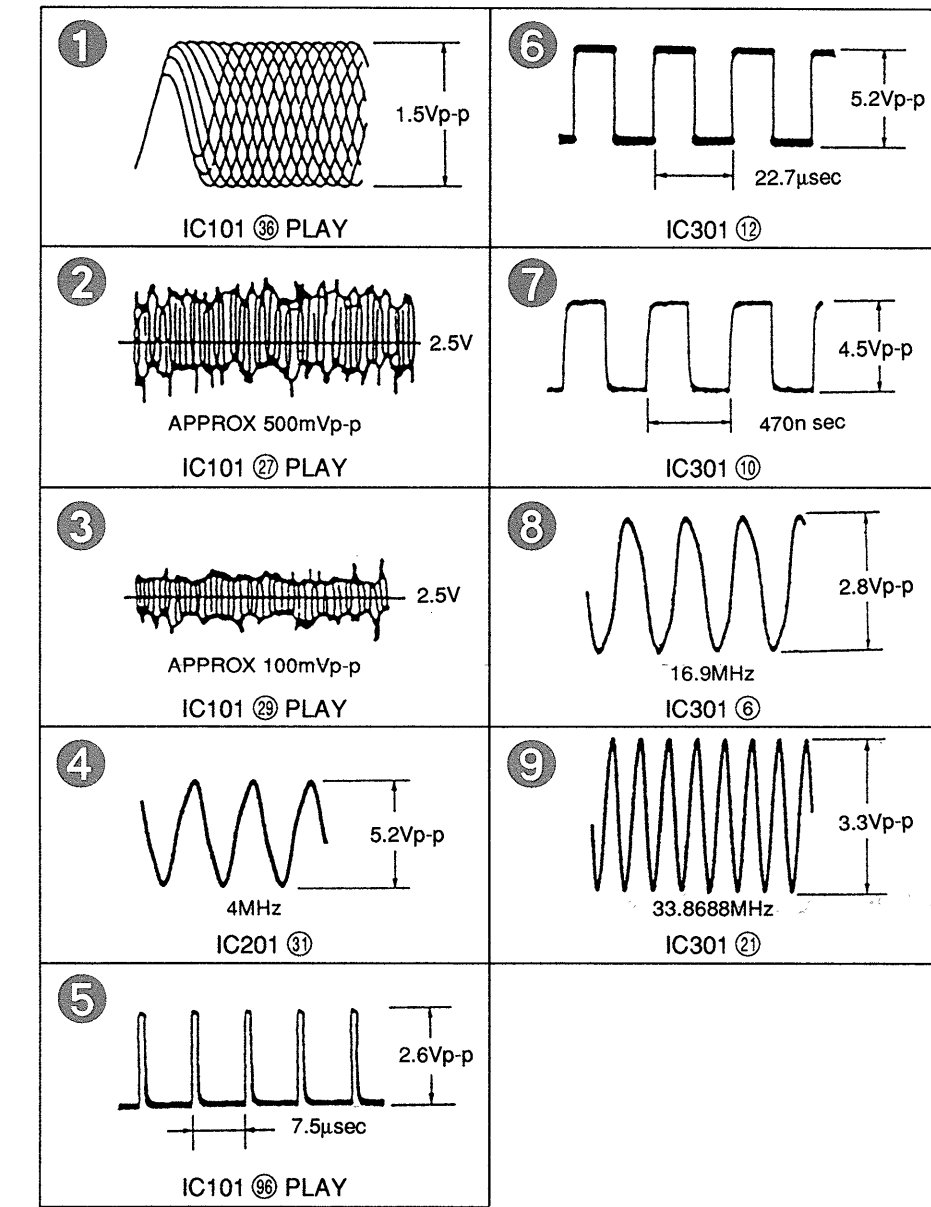 1
1.5Vp-p
IC101 ㊱ PLAY
2
2.5V
APPROX 500mVp-p
IC101 ㉗ PLAY
3
2.5V
APPROX 100mVp-p
IC101 ㉙ PLAY
4
5.2Vp-p
4MHz
IC201 ㉛
5
2.6Vp-p
7.5μsec
IC101 (96) PLAY
6
5.2Vp-p
22.7μsec
IC301 ⑫
7
4.5Vp-p
470n sec
IC301 ⑩
8
2.8Vp-p
16.9MHz
IC301 ⑥
9
3.3Vp-p
33.8688MHz
IC301 ㉑